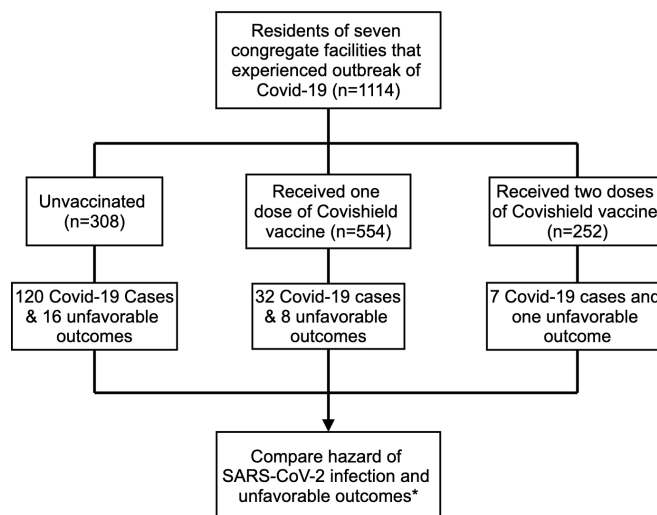 Residents of seven
congregate facilities that
experienced outbreak of
Covid-19 (n=1114)
Unvaccinated
(n=308)
Received one
dose of Covishield
vaccine (n=554)
Received two doses
of Covishield vaccine
(n=252)
120 Covid-19 Cases
& 16 unfavorable
outcomes
32 Covid-19 cases
& 8 unfavorable
outcomes
7 Covid-19 cases and
one unfavorable
outcome
Compare hazard of
SARS-CoV-2 infection and
unfavorable outcomes*